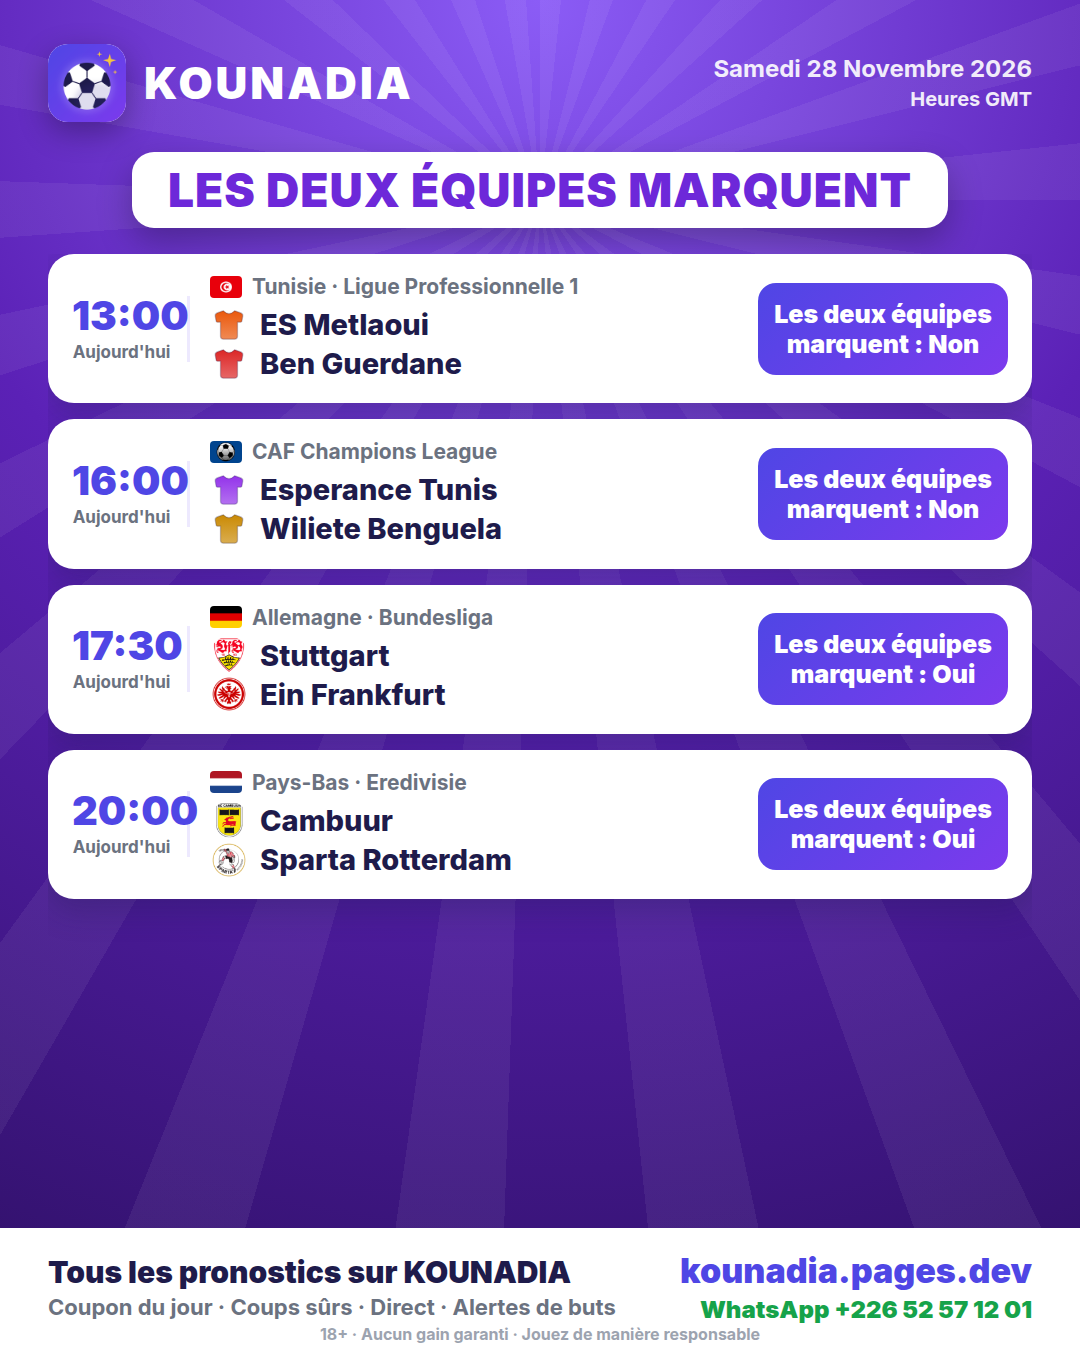 KOUNADIA
Samedi 28 Novembre 2026
Heures GMT
LES DEUX ÉQUIPES MARQUENT
13:00
Aujourd'hui
Tunisie · Ligue Professionnelle 1
ES Metlaoui
Ben Guerdane
Les deux équipes
marquent : Non
16:00
Aujourd'hui
CAF Champions League
Esperance Tunis
Wiliete Benguela
Les deux équipes
marquent : Non
17:30
Aujourd'hui
Allemagne · Bundesliga
Stuttgart
Ein Frankfurt
Les deux équipes
marquent : Oui
20:00
Aujourd'hui
Pays-Bas · Eredivisie
Cambuur
Sparta Rotterdam
Les deux équipes
marquent : Oui
Tous les pronostics sur KOUNADIA
Coupon du jour · Coups sûrs · Direct · Alertes de buts
kounadia.pages.dev
WhatsApp +226 52 57 12 01
18+ · Aucun gain garanti · Jouez de manière responsable